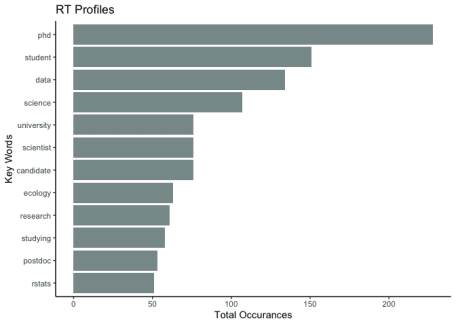 RT Profiles
phd
student
data
science
university
scientist
candidate
ecology
research
studying
postdoc
rstats
Key Words
0 50 100 150 200
Total Occurances